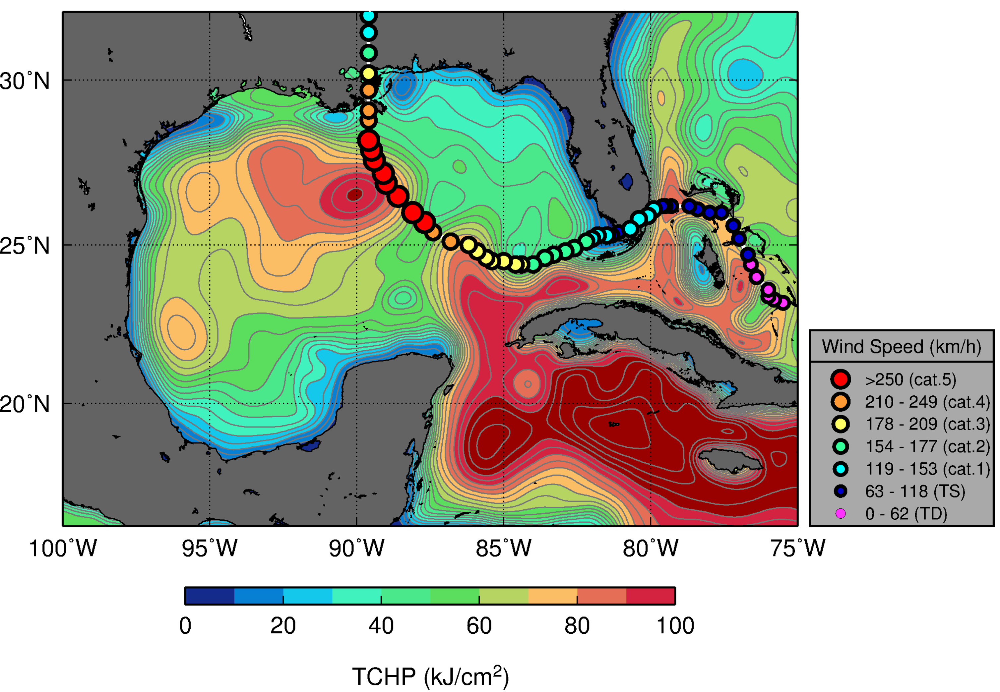 30°N
25°N
20°N
100°W 95°W 90°W 85°W 80°W 75°W
Wind Speed (km/h)
>250 (cat.5)
210 - 249 (cat.4)
178 - 209 (cat.3)
154 - 177 (cat.2)
119 - 153 (cat.1)
63 - 118 (TS)
0 - 62 (TD)
0 20 40 60 80 100
TCHP (kJ/cm²)